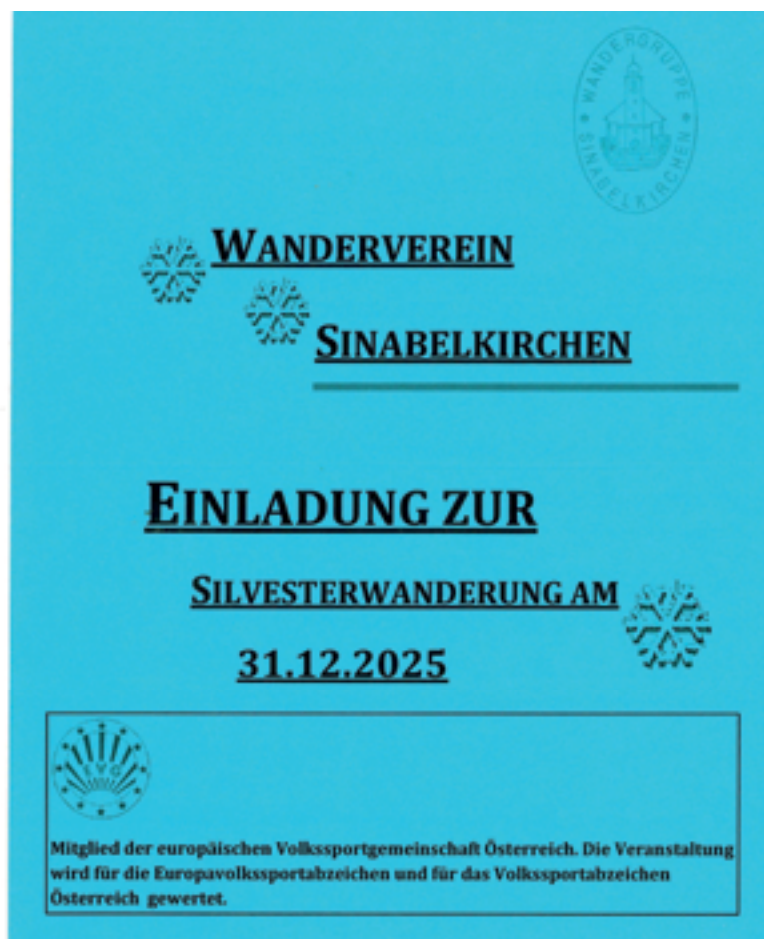 WANDERGRUPPE
SINABELKIRCHEN
WANDERVEREIN
SINABELKIRCHEN
EINLADUNG ZUR
SILVESTERWANDERUNG AM
31.12.2025
EVG
Mitglied der europäischen Volkssportgemeinschaft Österreich. Die Veranstaltung
wird für die Europavolkssportabzeichen und für das Volkssportabzeichen
Österreich gewertet.